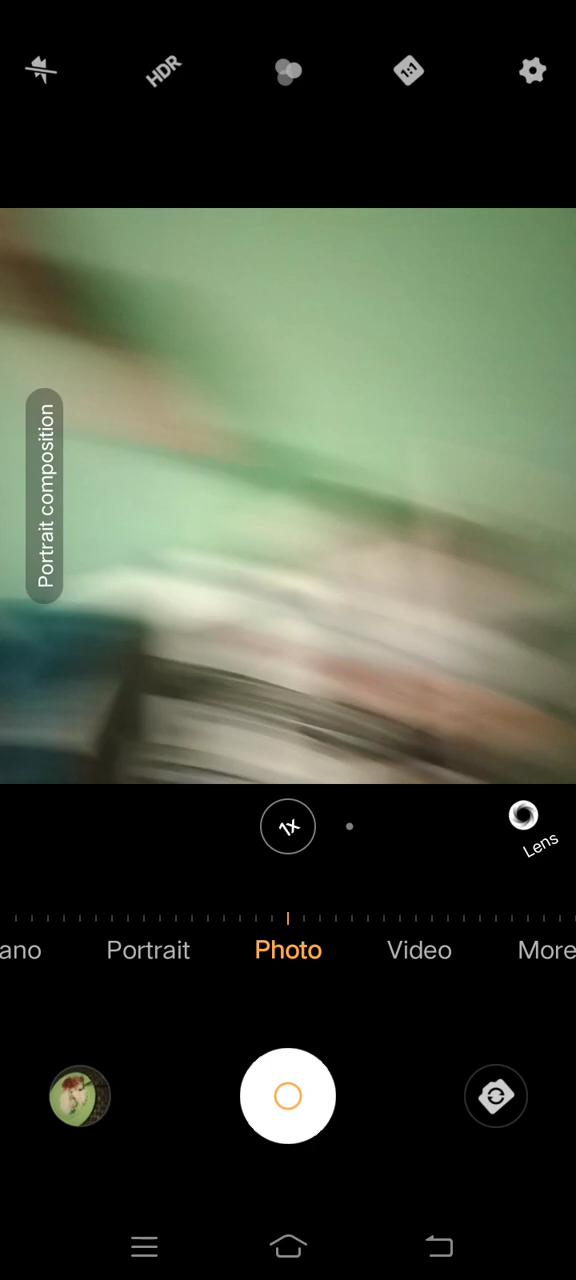 HDR
1:1
Portrait composition
1x
Lens
ano Portrait Photo Video More